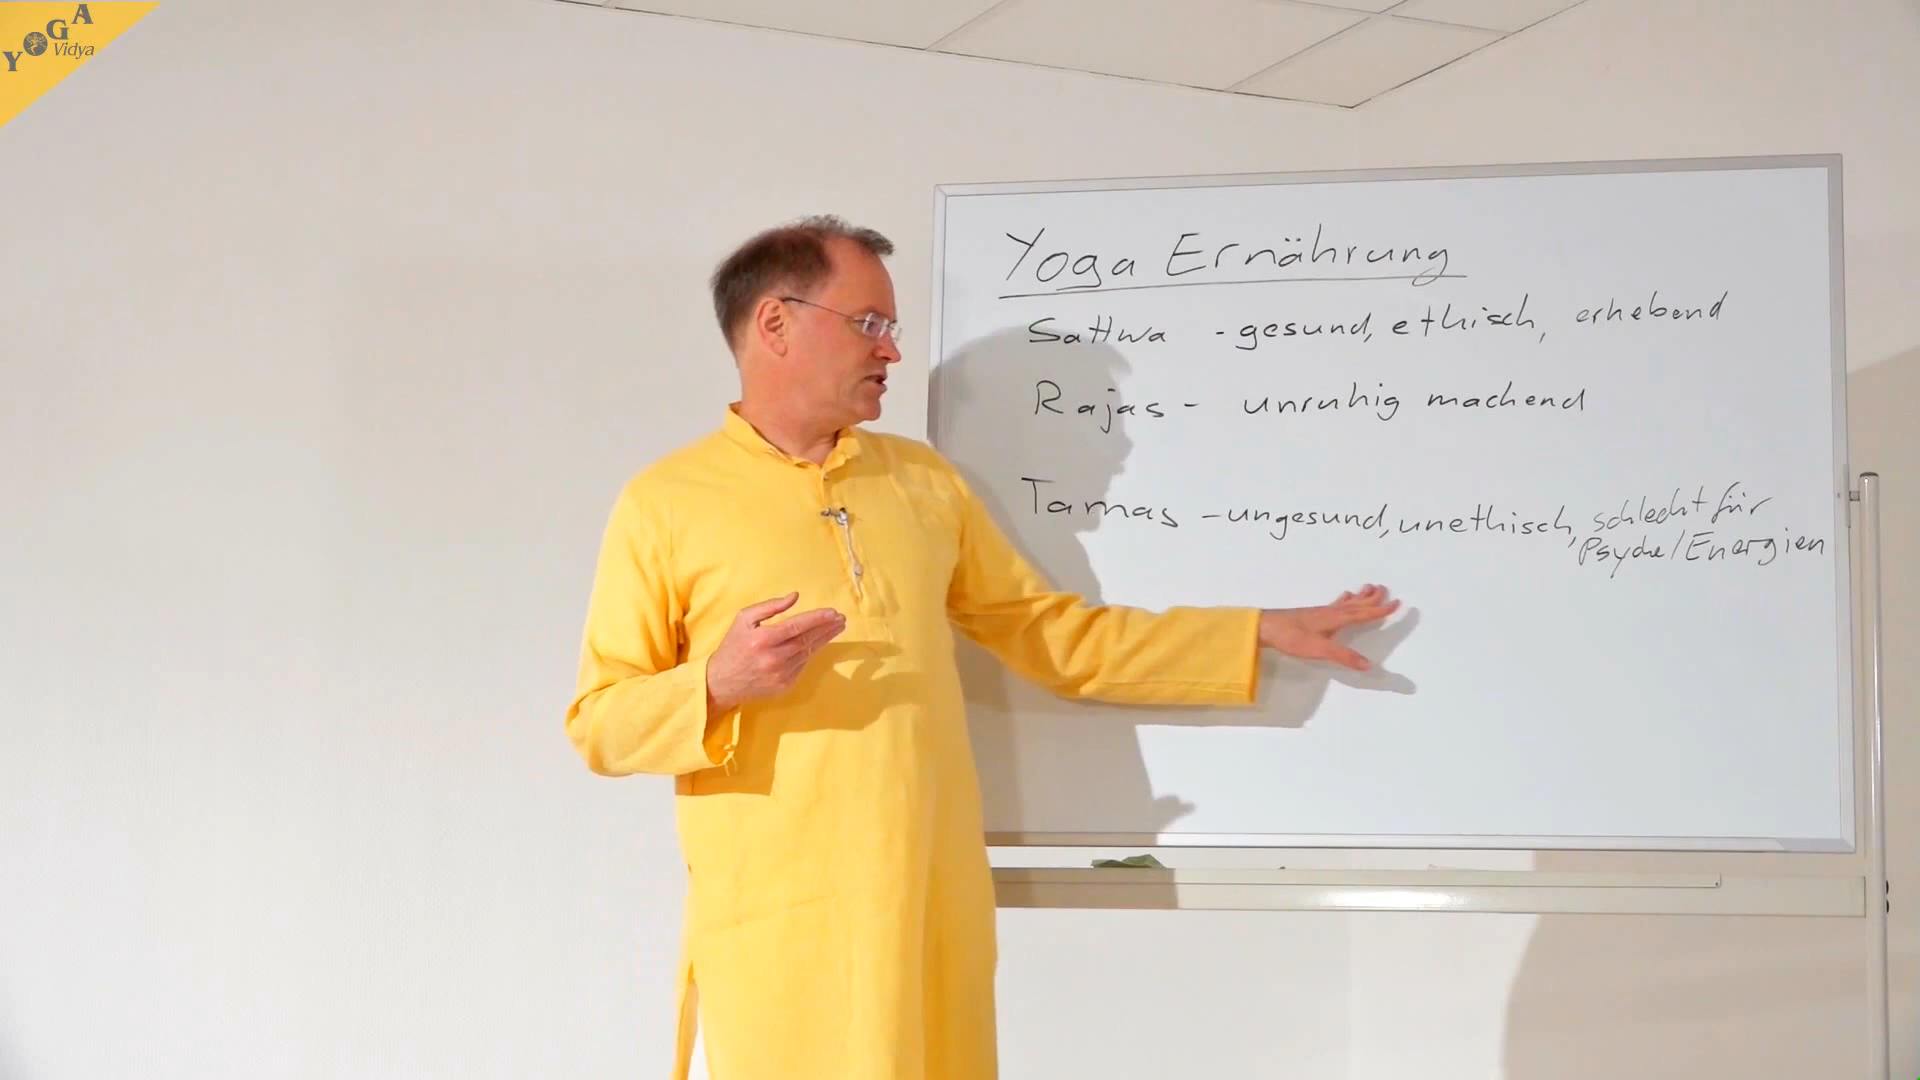 YOGA
Vidya
Yoga Ernährung
Sattwa - gesund, ethisch, erhebend
Rajas - unruhig machend
Tamas - ungesund, unethisch, schlecht für
Psyche/Energien